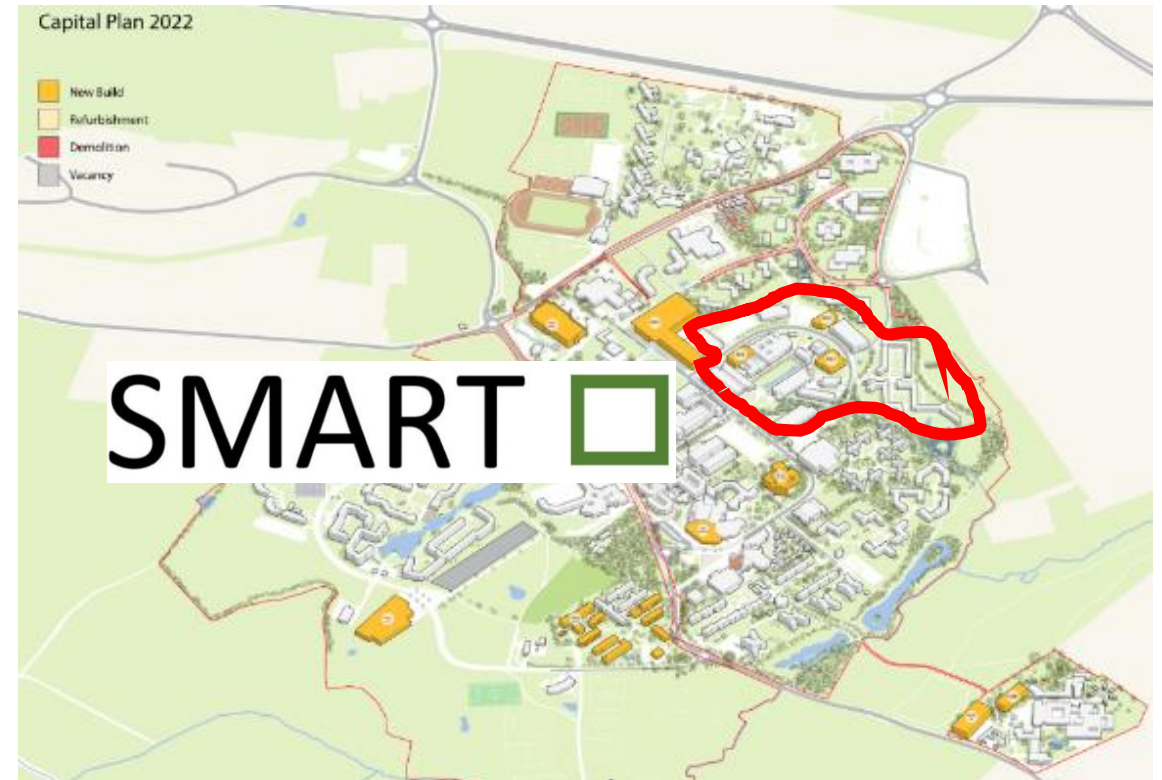 Capital Plan 2022
New Build
Refurbishment
Demolition
Vacancy
SMART